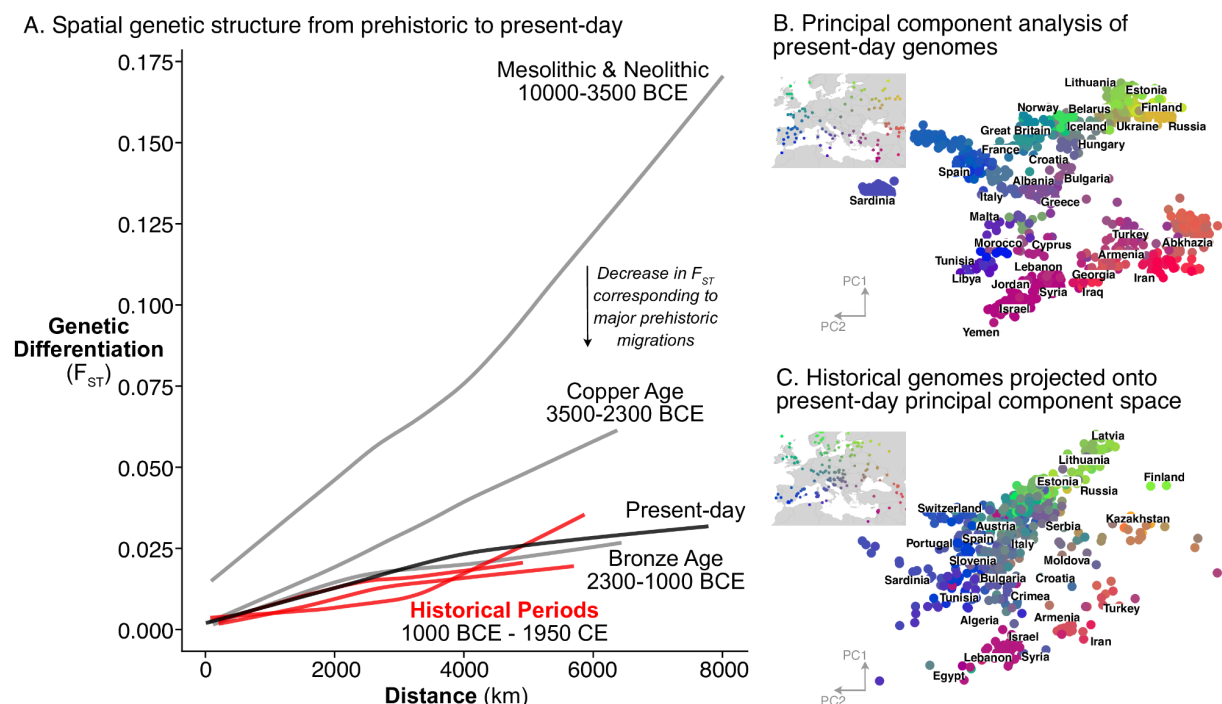 A. Spatial genetic structure from prehistoric to present-day
0.175
0.150
0.125
0.100
0.075
0.050
0.025
0.000
Genetic
Differentiation
(FST)
Mesolithic & Neolithic
10000-3500 BCE
Decrease in FST
corresponding to
major prehistoric
migrations
Copper Age
3500-2300 BCE
Present-day
Bronze Age
2300-1000 BCE
Historical Periods
1000 BCE - 1950 CE
0 2000 4000 6000 8000
Distance (km)
B. Principal component analysis of
present-day genomes
Lithuania
Estonia
Norway Belarus Finland
Great Britain Iceland Ukraine Russia
France Hungary
Croatia
Spain Albania Bulgaria
Italy
Sardinia Greece
Malta
Turkey
Morocco Cyprus Abkhazia
Tunisia Armenia
Lebanon
Libya Georgia Iran
Jordan
Syria Iraq
Israel
Yemen
PC1
PC2
C. Historical genomes projected onto
present-day principal component space
Latvia
Lithuania
Estonia Finland
Russia
Switzerland Kazakhstan
Austria Serbia
Portugal Spain Italy
Slovenia Moldova
Sardinia Bulgaria Croatia
Tunisia Crimea
Turkey
Algeria Armenia
Israel Iran
Lebanon Syria
Egypt
PC1
PC2